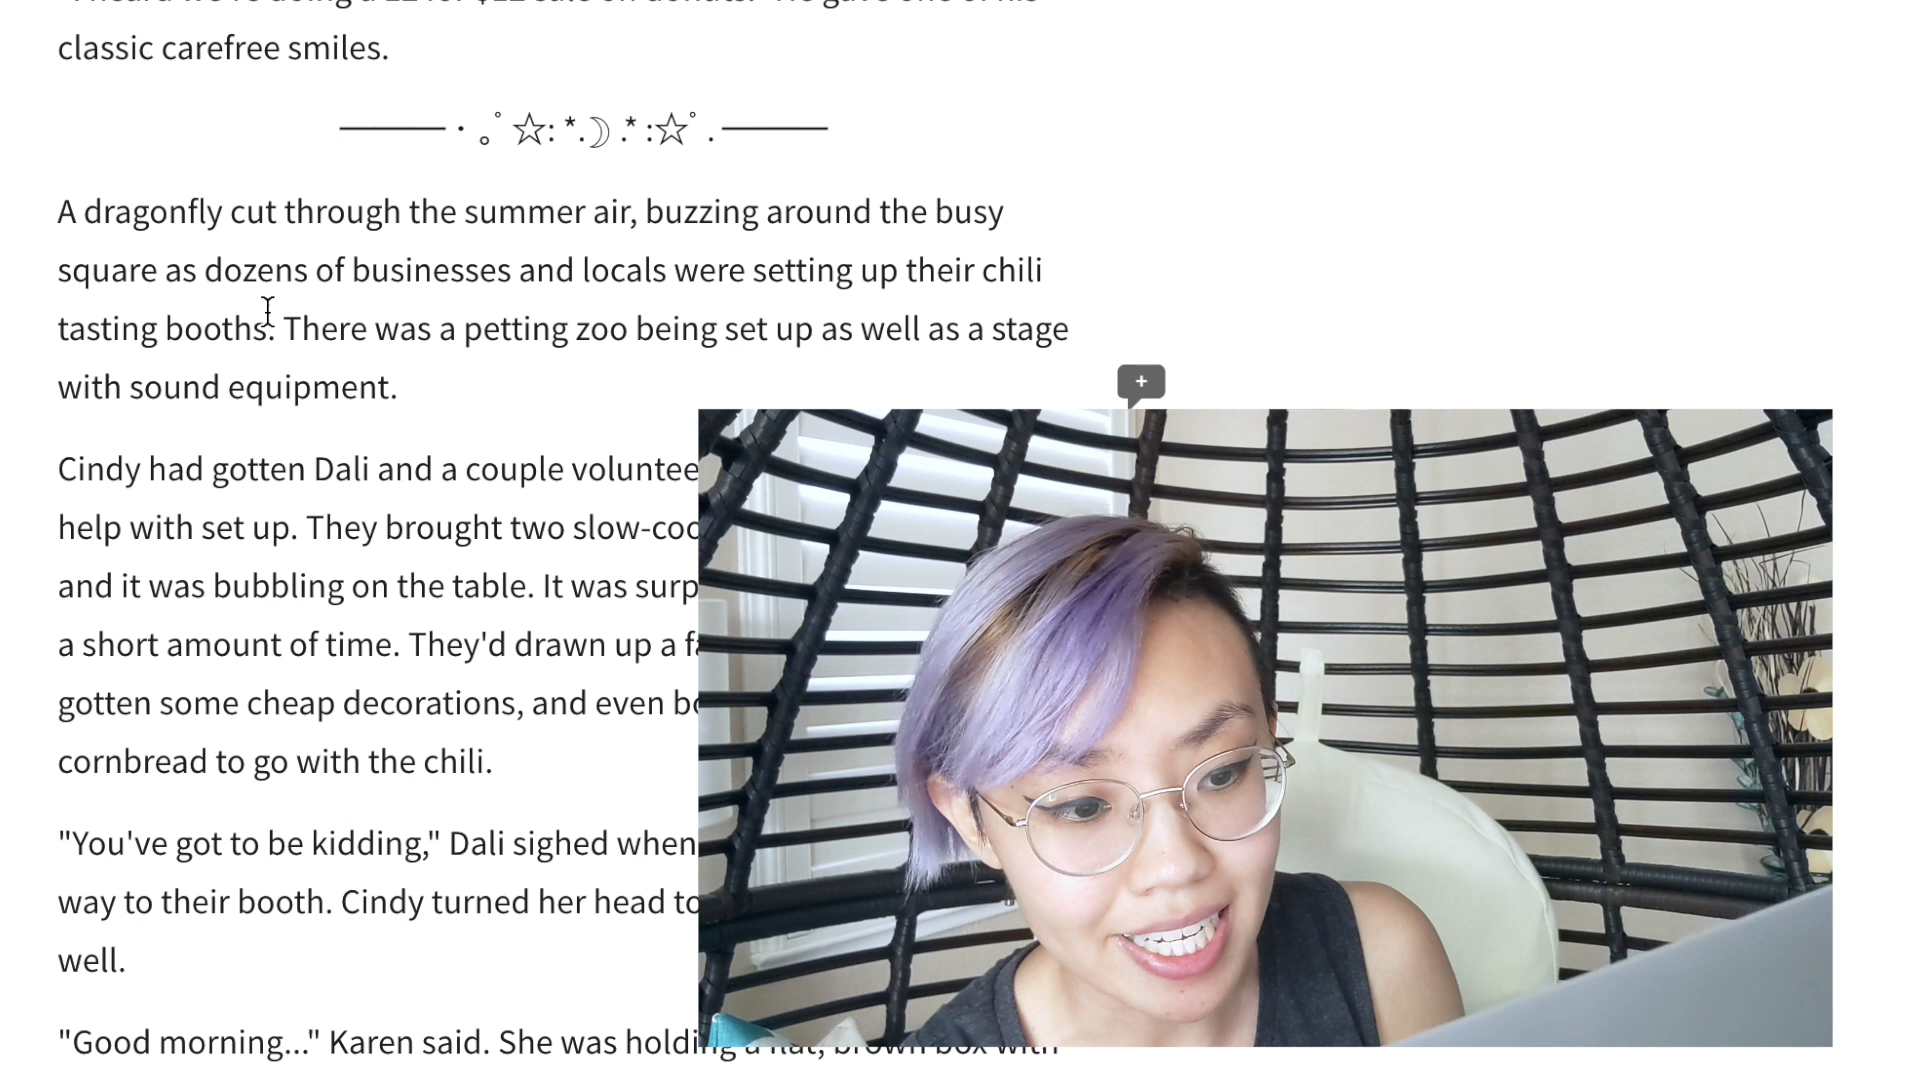 classic carefree smiles.
──── · ｡ﾟ☆: *.☽ .* :☆ﾟ. ────
A dragonfly cut through the summer air, buzzing around the busy
square as dozens of businesses and locals were setting up their chili
tasting booths. There was a petting zoo being set up as well as a stage
with sound equipment.
+
Cindy had gotten Dali and a couple
help with set up. They brought two
and it was bubbling on the table. It was
a short amount of time. They'd drawn up a
gotten some cheap decorations, and even
cornbread to go with the chili.
"You've got to be kidding," Dali sighed when
way to their booth. Cindy turned her head to
well.
"Good morning..." Karen said. She was holding a flat, brown box with